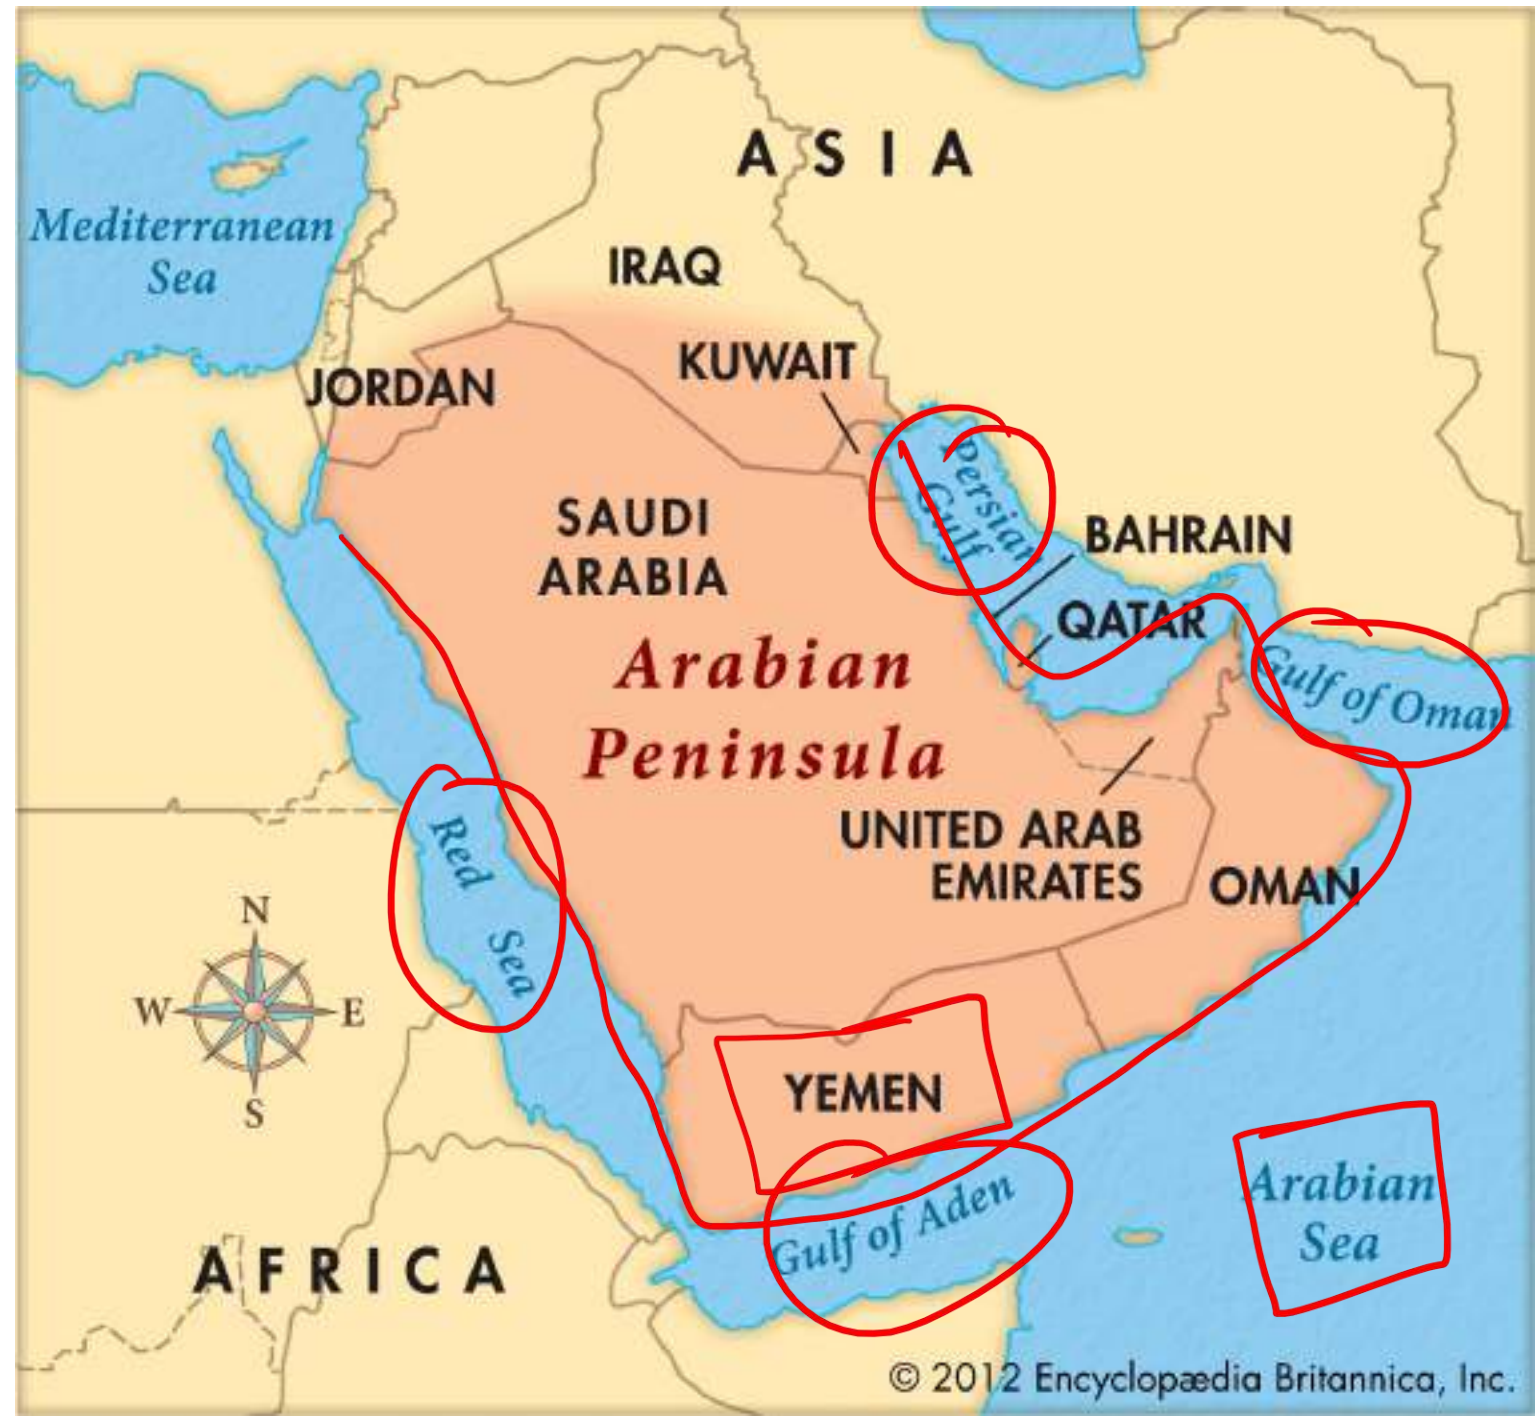 ASIA
Mediterranean
Sea
IRAQ
KUWAIT
JORDAN
Persian
Gulf
SAUDI
ARABIA
BAHRAIN
QATAR
Arabian
Peninsula
Gulf of Oman
UNITED ARAB
EMIRATES
OMAN
Red
Sea
N
W
E
S
YEMEN
Gulf of Aden
Arabian
Sea
AFRICA
© 2012 Encyclopædia Britannica, Inc.